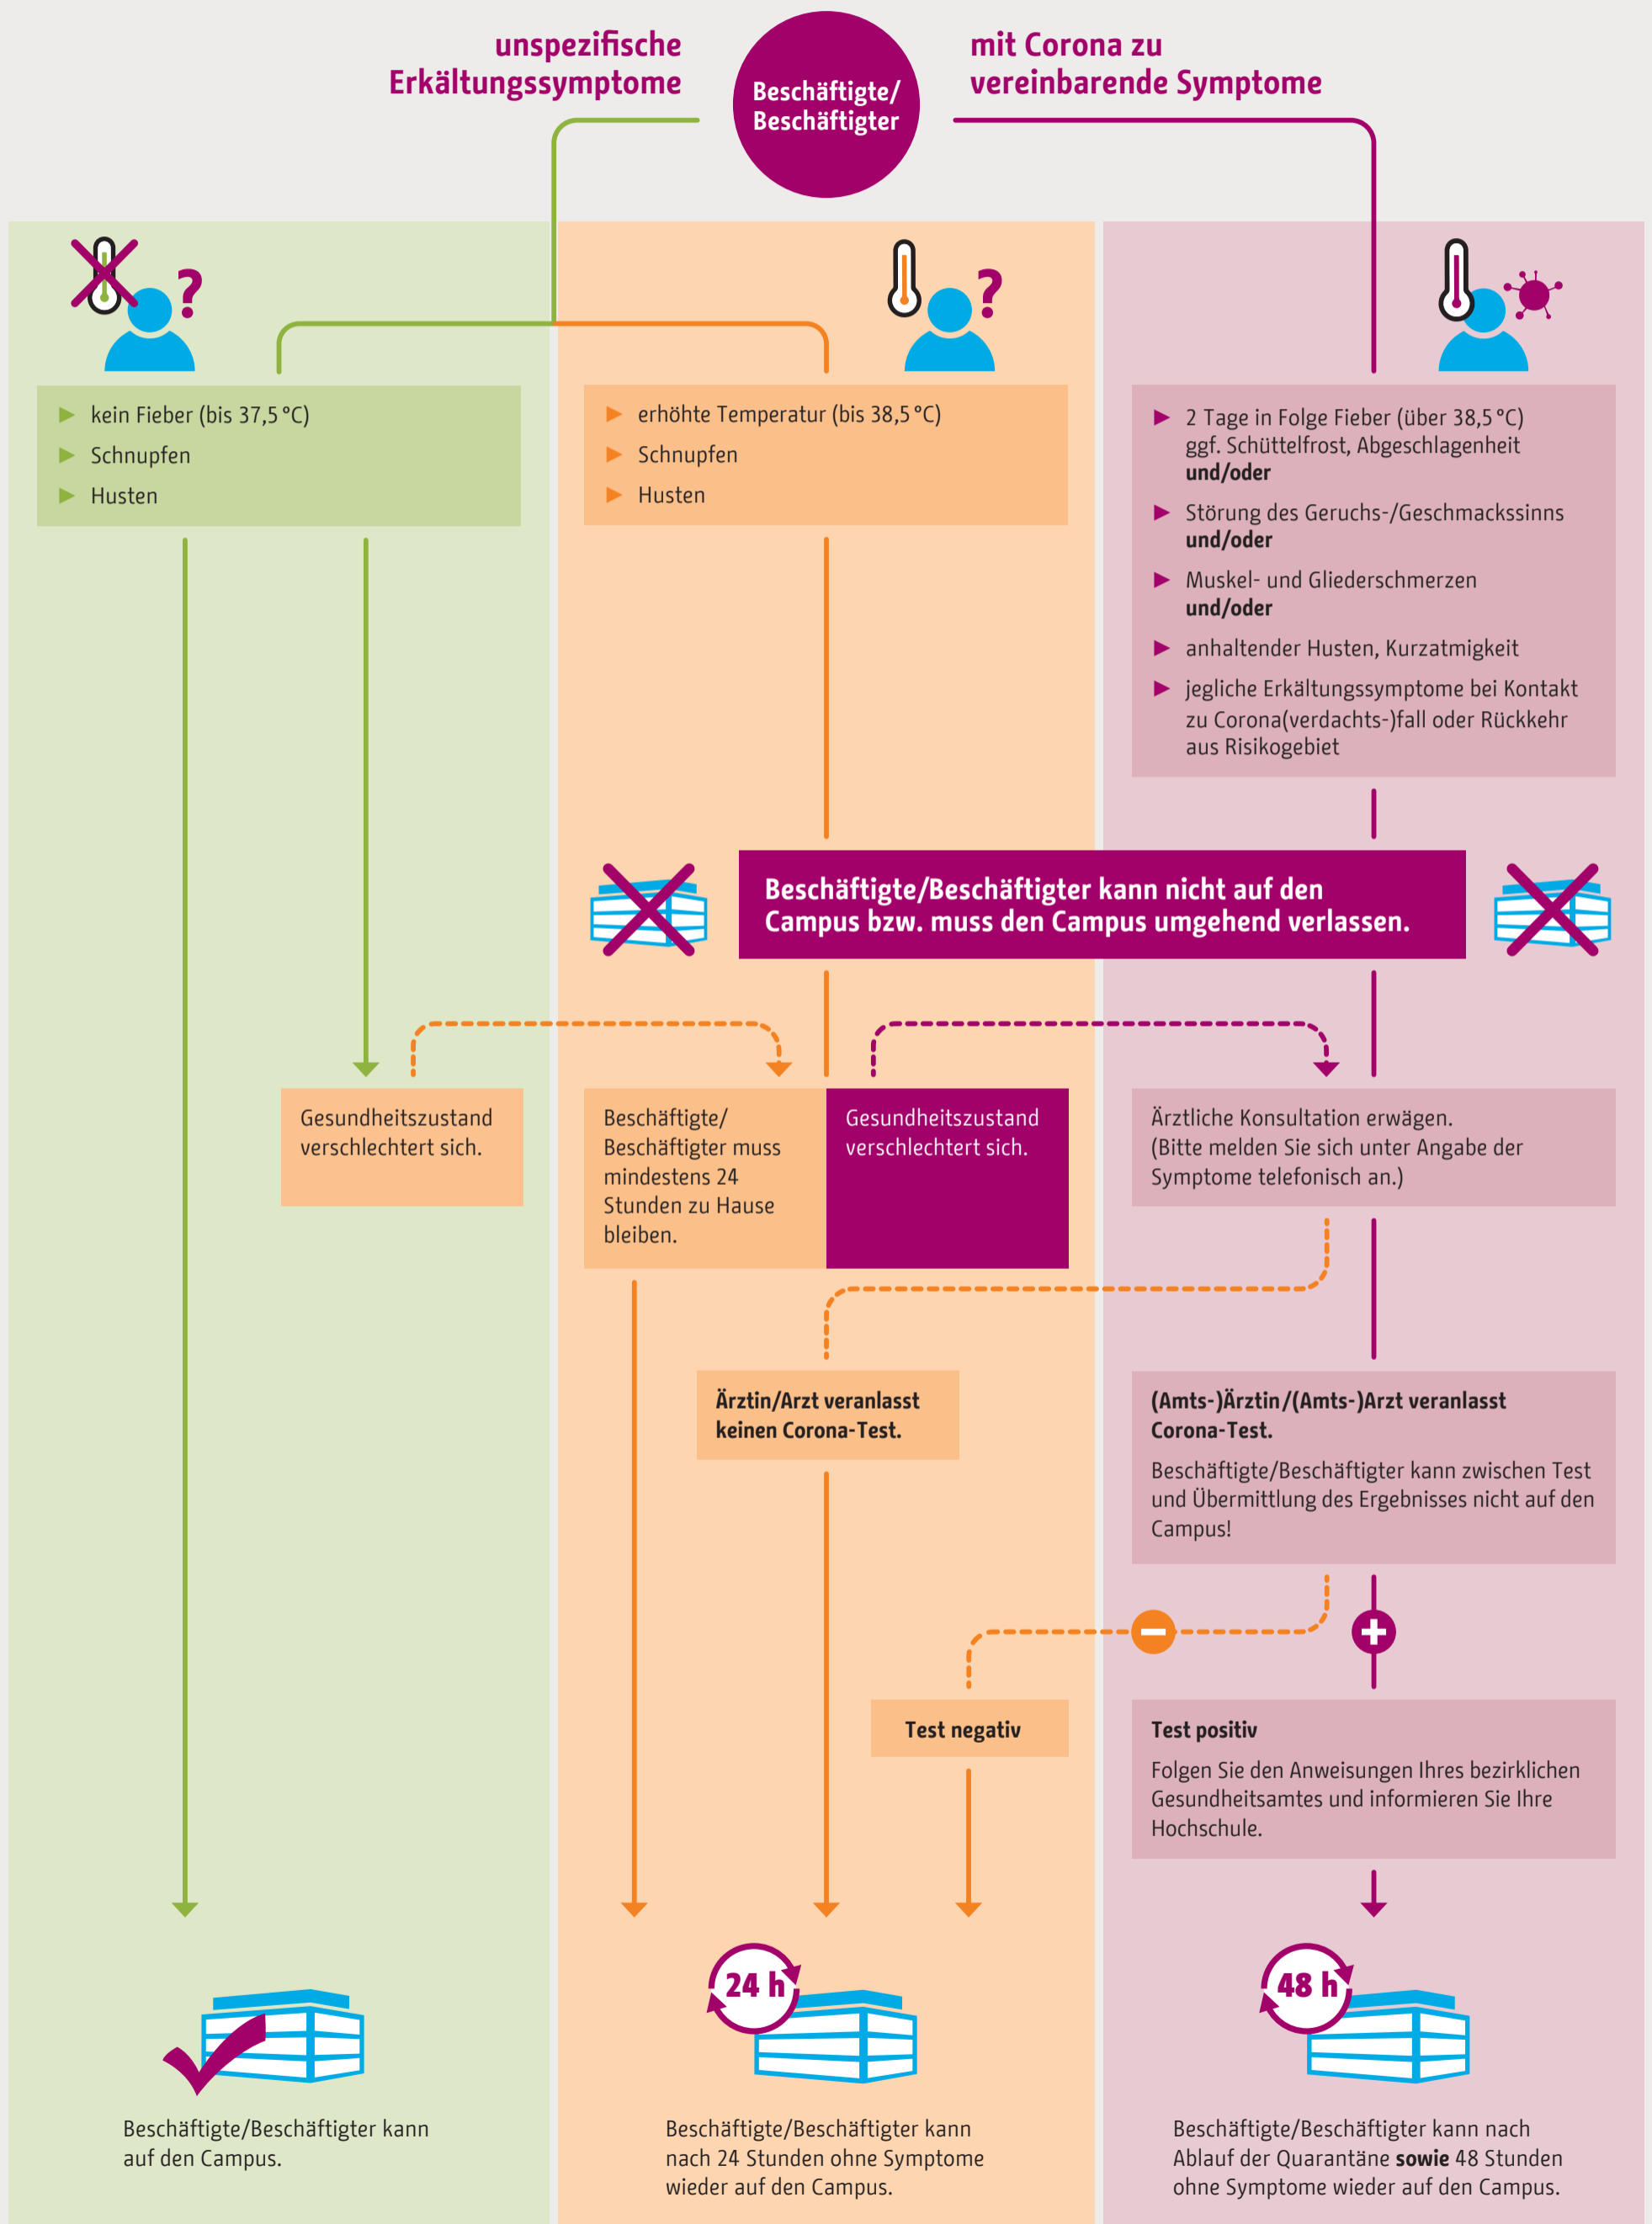 unspezifische
Erkältungssymptome
Beschäftigte/
Beschäftigter
mit Corona zu
vereinbarende Symptome
?
?
kein Fieber (bis 37,5 °C)
Schnupfen
Husten
erhöhte Temperatur (bis 38,5 °C)
Schnupfen
Husten
2 Tage in Folge Fieber (über 38,5 °C)
ggf. Schüttelfrost, Abgeschlagenheit
und/oder
Störung des Geruchs-/Geschmackssinns
und/oder
Muskel- und Gliederschmerzen
und/oder
anhaltender Husten, Kurzatmigkeit
jegliche Erkältungssymptome bei Kontakt
zu Corona(verdachts-)fall oder Rückkehr
aus Risikogebiet
Beschäftigte/Beschäftigter kann nicht auf den
Campus bzw. muss den Campus umgehend verlassen.
Gesundheitszustand
verschlechtert sich.
Beschäftigte/
Beschäftigter muss
mindestens 24
Stunden zu Hause
bleiben.
Gesundheitszustand
verschlechtert sich.
Ärztliche Konsultation erwägen.
(Bitte melden Sie sich unter Angabe der
Symptome telefonisch an.)
Ärztin/Arzt veranlasst
keinen Corona-Test.
(Amts-)Ärztin/(Amts-)Arzt veranlasst
Corona-Test.
Beschäftigte/Beschäftigter kann zwischen Test
und Übermittlung des Ergebnisses nicht auf den
Campus!
Test negativ
Test positiv
Folgen Sie den Anweisungen Ihres bezirklichen
Gesundheitsamtes und informieren Sie Ihre
Hochschule.
24 h
48 h
Beschäftigte/Beschäftigter kann
auf den Campus.
Beschäftigte/Beschäftigter kann
nach 24 Stunden ohne Symptome
wieder auf den Campus.
Beschäftigte/Beschäftigter kann nach
Ablauf der Quarantäne sowie 48 Stunden
ohne Symptome wieder auf den Campus.